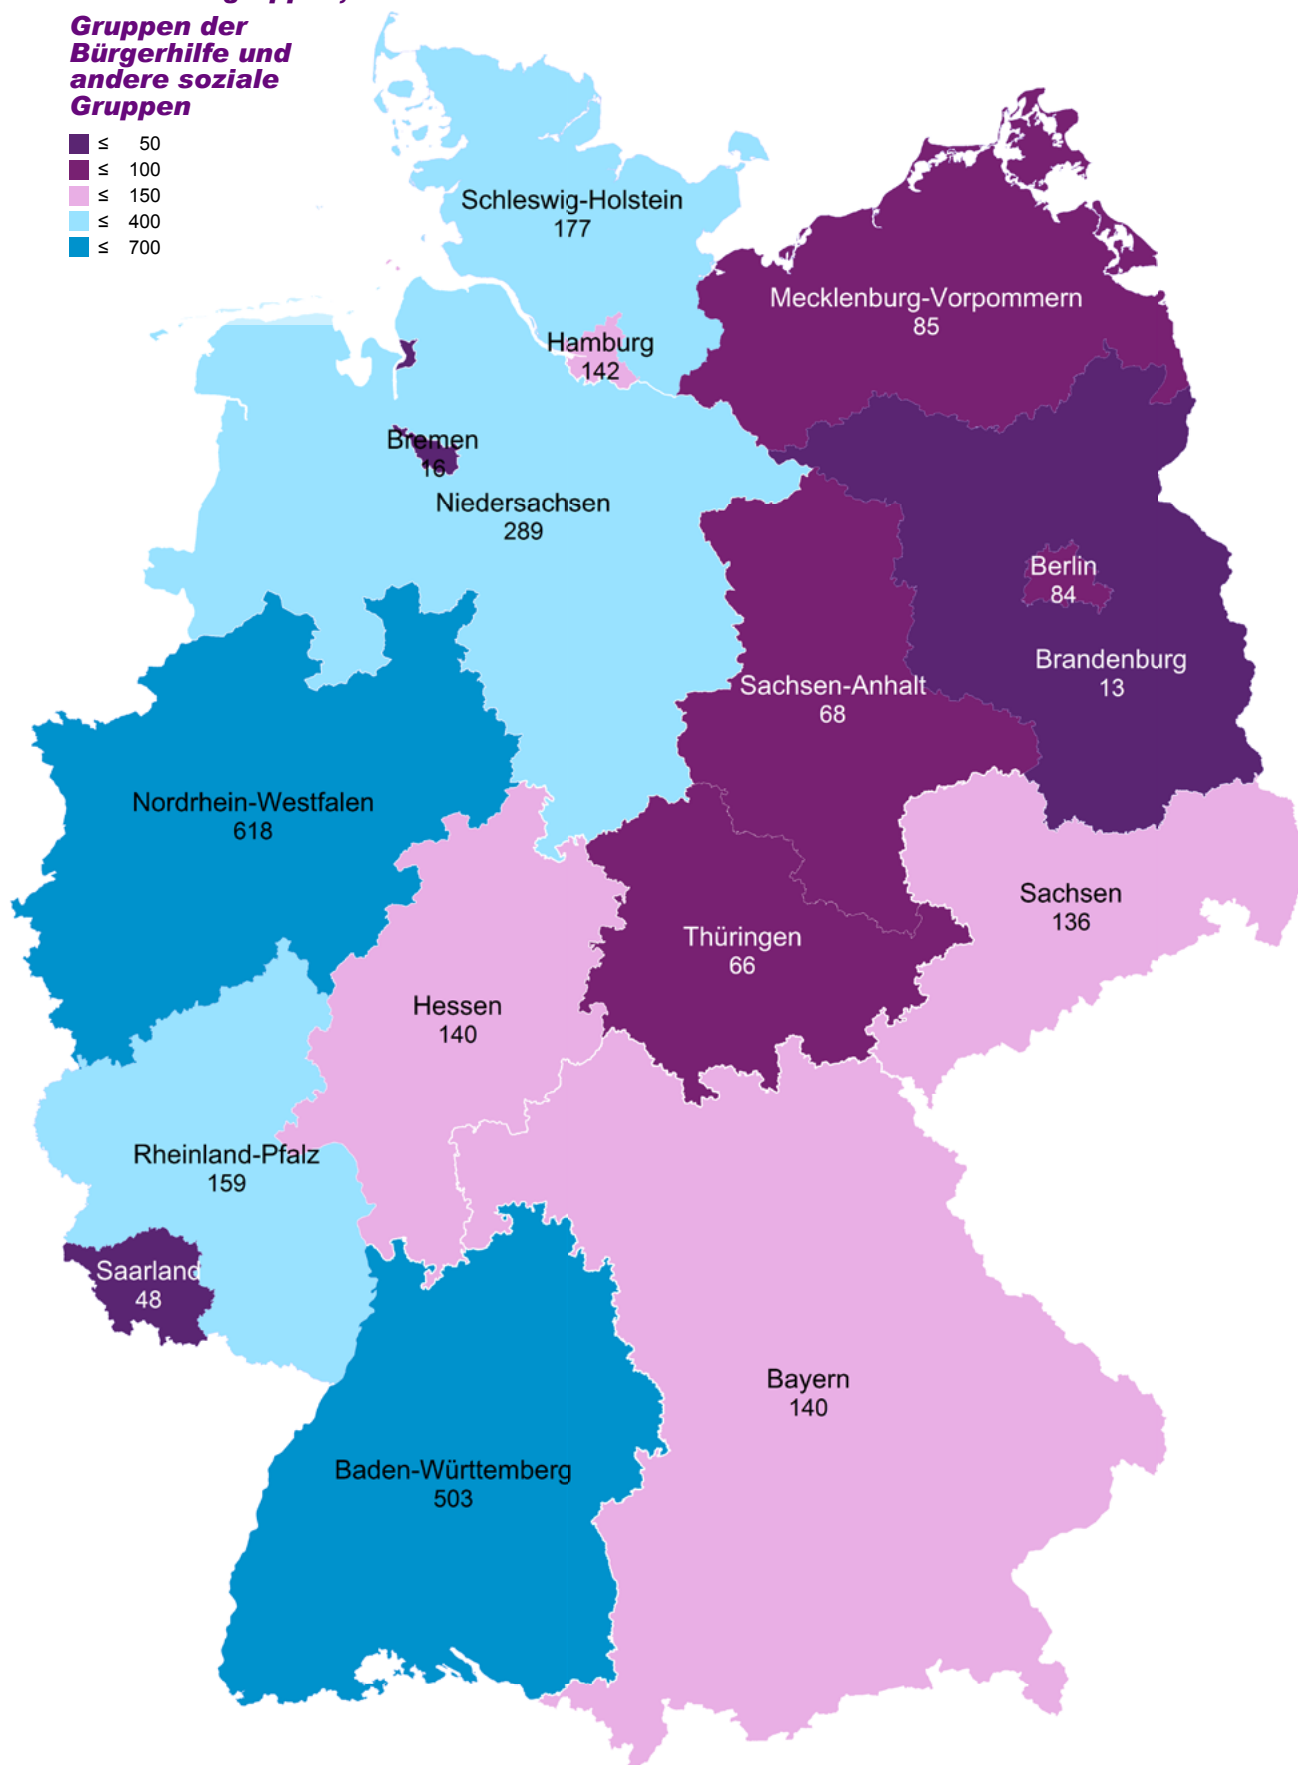 Gruppen der
Bürgerhilfe und
andere soziale
Gruppen
≤ 50
≤ 100
≤ 150
≤ 400
≤ 700
Schleswig-Holstein
177
Mecklenburg-Vorpommern
85
Hamburg
142
Bremen
16
Niedersachsen
289
Berlin
84
Brandenburg
13
Sachsen-Anhalt
68
Nordrhein-Westfalen
618
Sachsen
136
Thüringen
66
Hessen
140
Rheinland-Pfalz
159
Saarland
48
Bayern
140
Baden-Württemberg
503